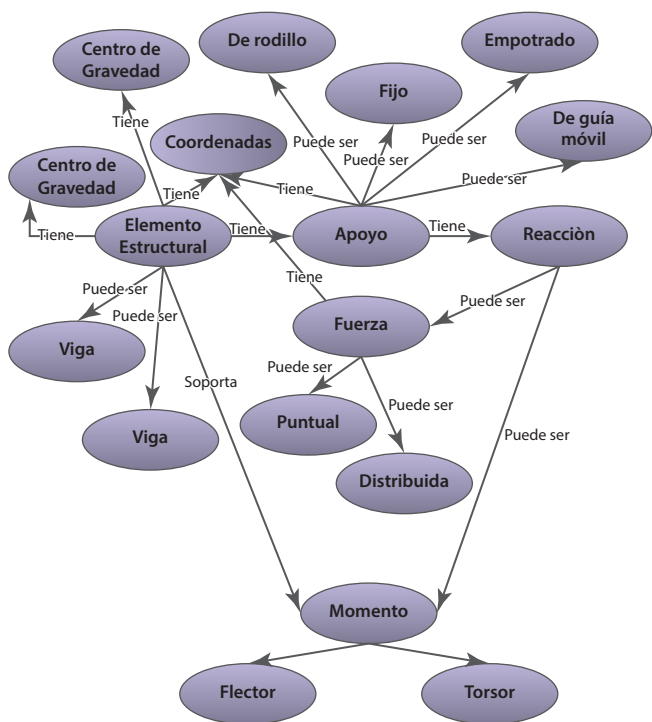 Centro de
Gravedad
De rodillo
Empotrado
Fijo
De guía
móvil
Coordenadas
Centro de
Gravedad
Tiene
Puede ser
Puede ser
Puede ser
Puede ser
Tiene
Tiene
Tiene
Elemento
Estructural
Tiene
Apoyo
Tiene
Reacciòn
Tiene
Puede ser
Puede ser
Fuerza
Puede ser
Viga
Puede ser
Soporta
Puede ser
Puede ser
Viga
Puntual
Distribuida
Momento
Flector
Torsor